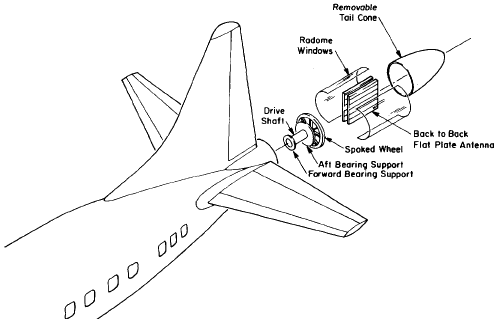 Removable
Tail Cone
Radome
Windows
Drive
Shaft
Back to Back
Flat Plate Antenna
Spoked Wheel
Aft Bearing Support
Forward Bearing Support